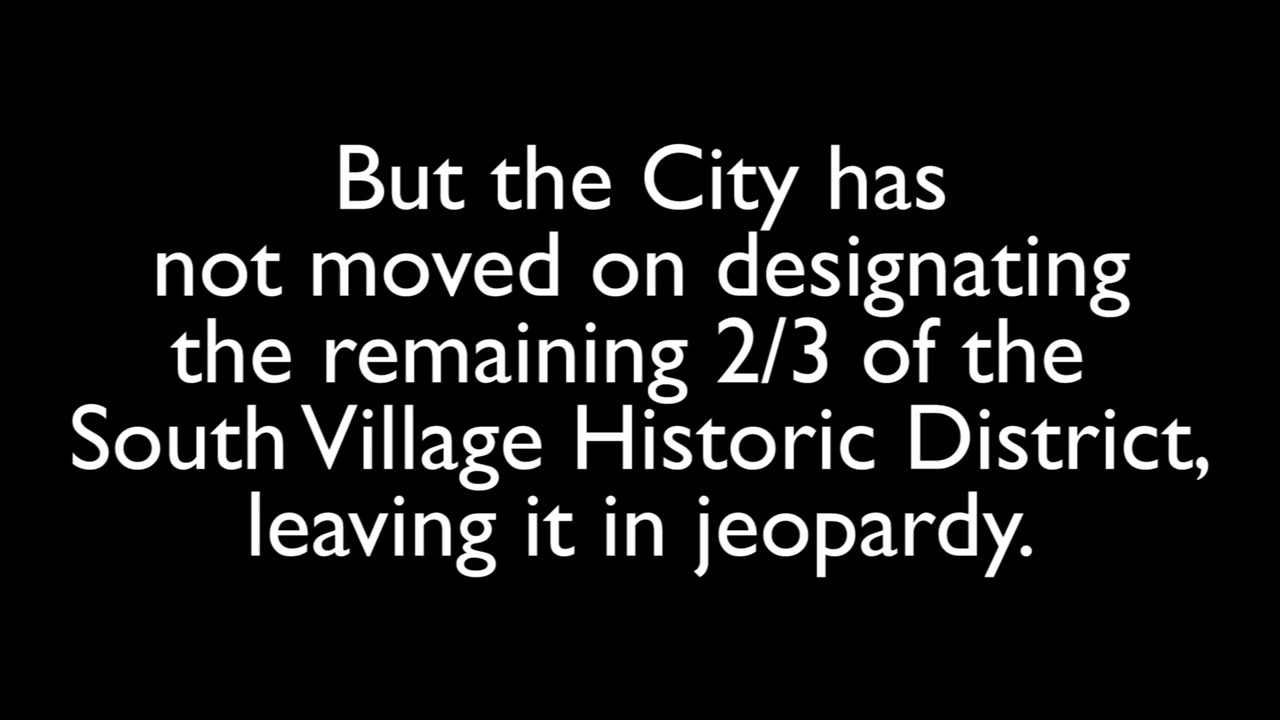 But the City has
not moved on designating
the remaining 2/3 of the
South Village Historic District,
leaving it in jeopardy.